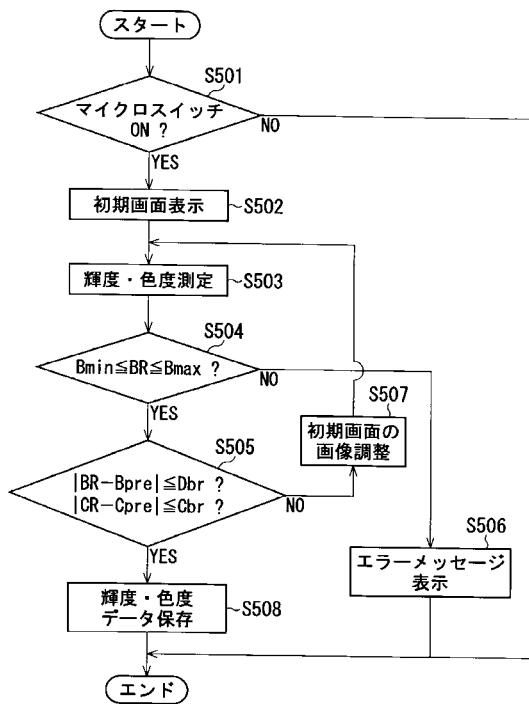 スタート
S501
マイクロスイッチ
ON ?
NO
YES
初期画面表示
S502
輝度・色度測定
S503
S504
Bmin≦BR≦Bmax ?
NO
YES
S507
初期画面の
画像調整
S505
|BR−Bpre|≦Dbr ?
|CR−Cpre|≦Cbr ?
NO
YES
S506
エラーメッセージ
表示
輝度・色度
データ保存
S508
エンド